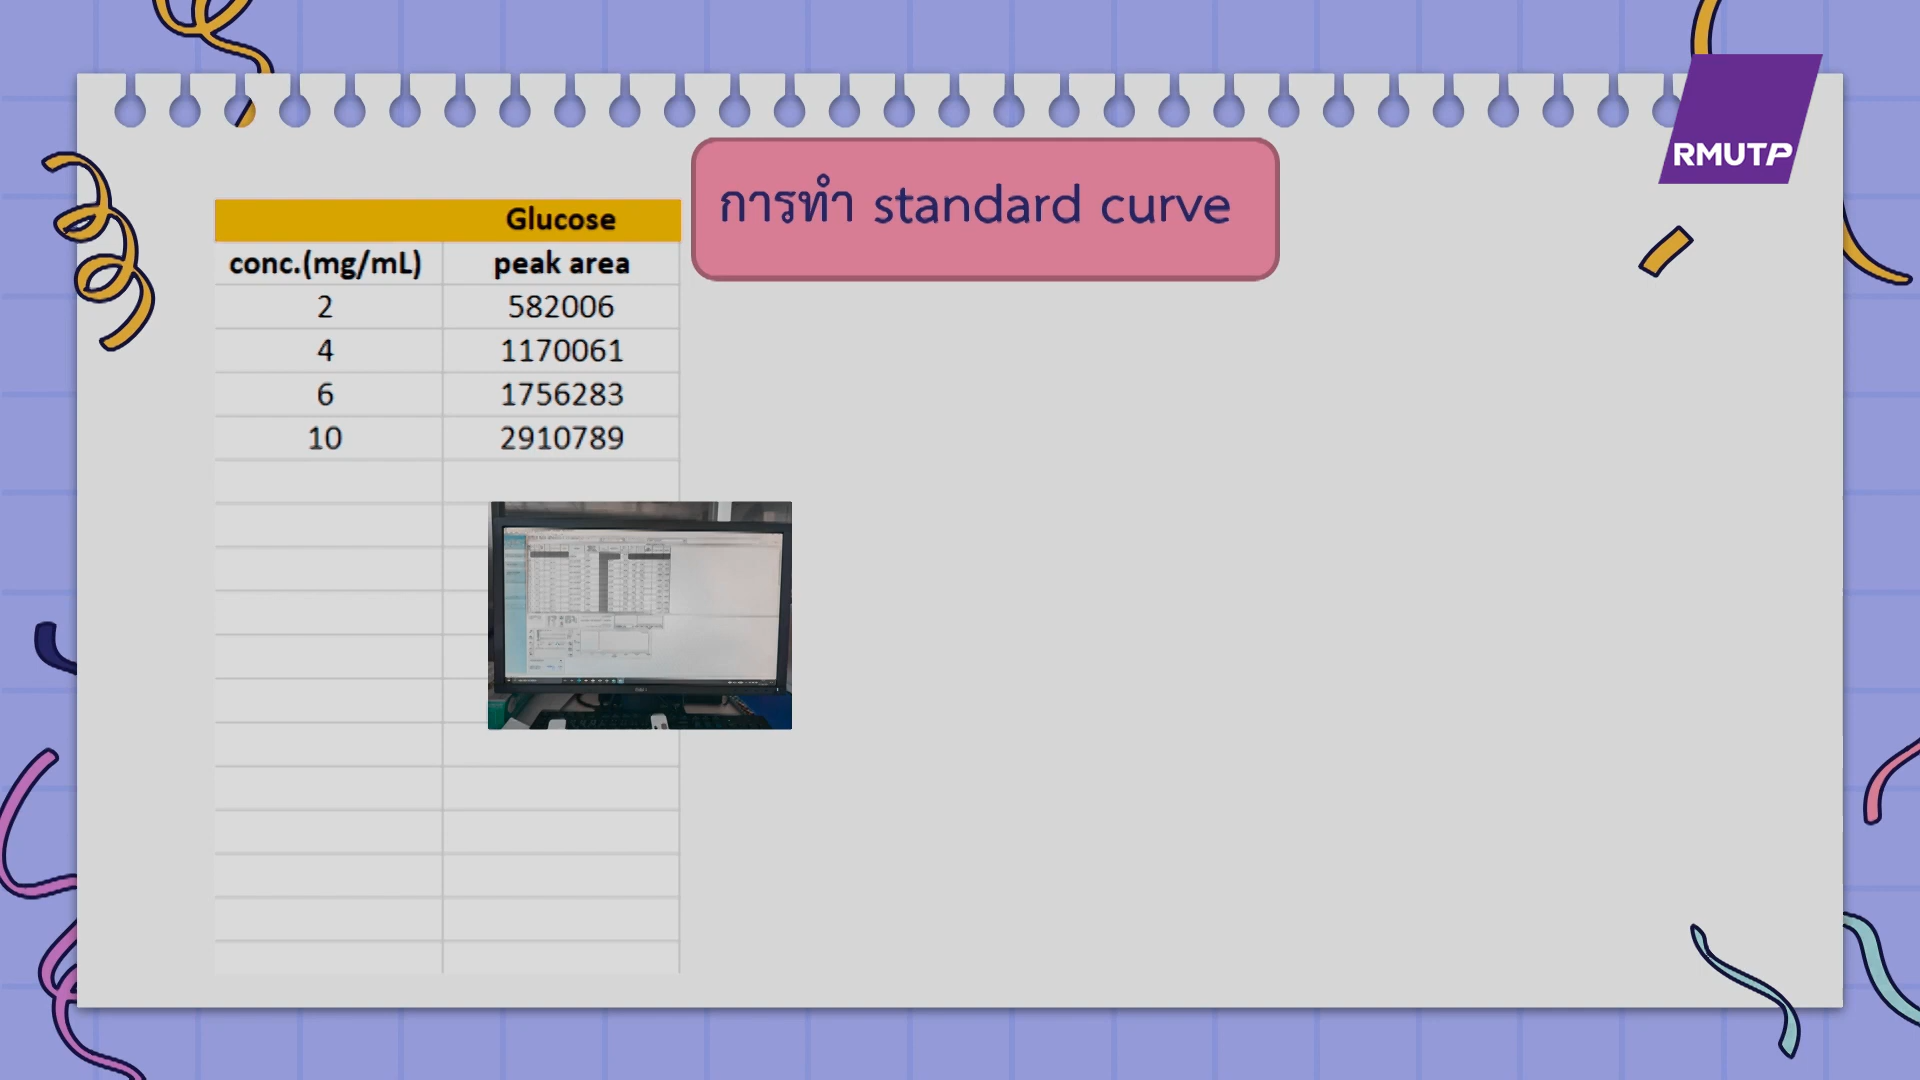 RMUTP
การทำ standard curve
Glucose
conc.(mg/mL) peak area
2 582006
4 1170061
6 1756283
10 2910789